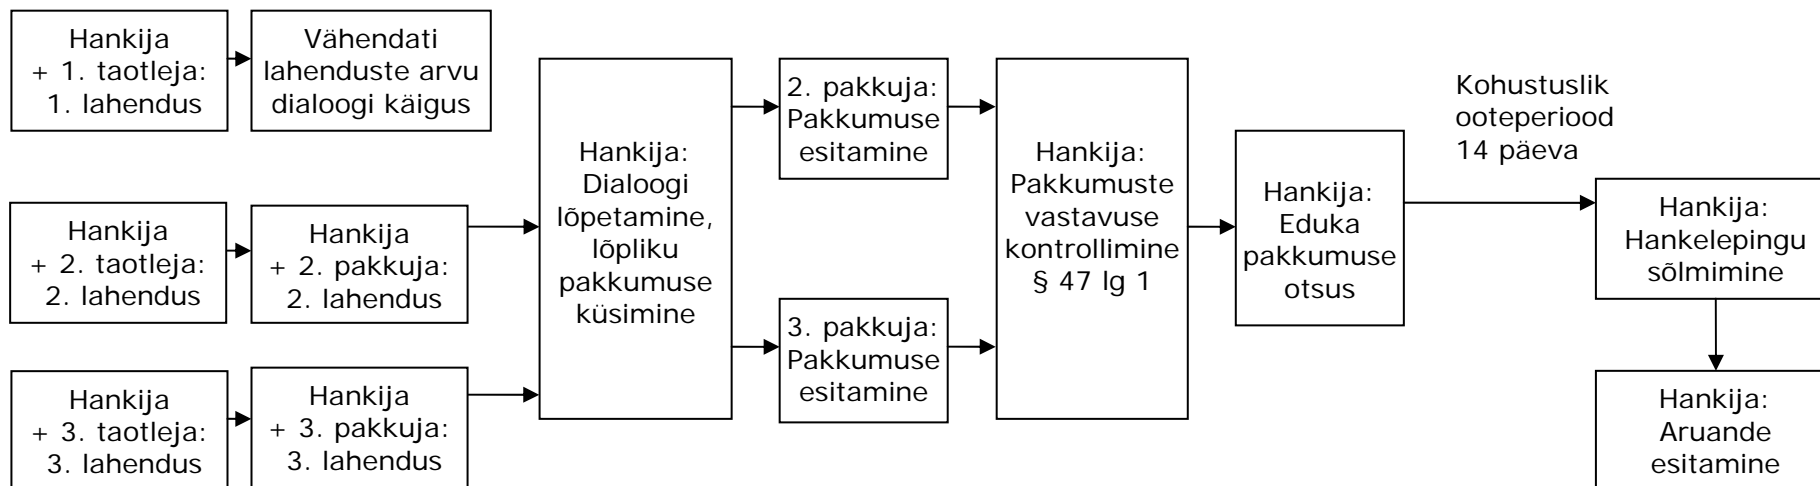 Hankija
+ 1. taotleja:
1. lahendus
Vähendati
lahenduste arvu
dialoogi käigus
Hankija
+ 2. taotleja:
2. lahendus
Hankija
+ 2. pakkuja:
2. lahendus
Hankija
+ 3. taotleja:
3. lahendus
Hankija
+ 3. pakkuja:
3. lahendus
Hankija:
Dialoogi
lõpetamine,
lõpliku
pakkumuse
küsimine
2. pakkuja:
Pakkumuse
esitamine
3. pakkuja:
Pakkumuse
esitamine
Hankija:
Pakkumuste
vastavuse
kontrollimine
§ 47 lg 1
Hankija:
Eduka
pakkumuse
otsus
Kohustuslik
ooteperiood
14 päeva
Hankija:
Hankelepingu
sõlmimine
Hankija:
Aruande
esitamine